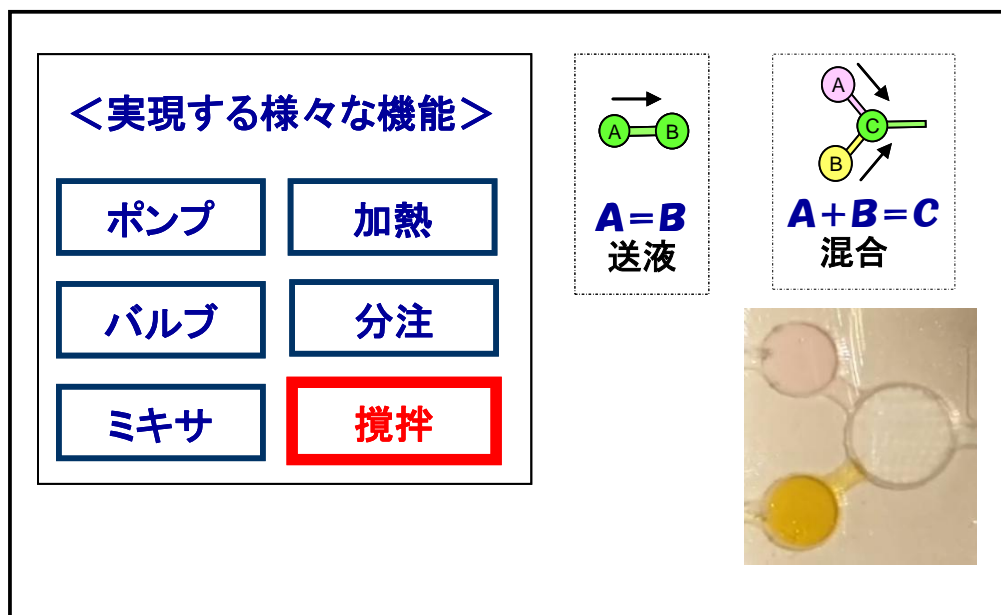 <実現する様々な機能>
ポンプ
加熱
バルブ
分注
ミキサ
撹拌
A
B
A=B
送液
A
C
B
A+B=C
混合